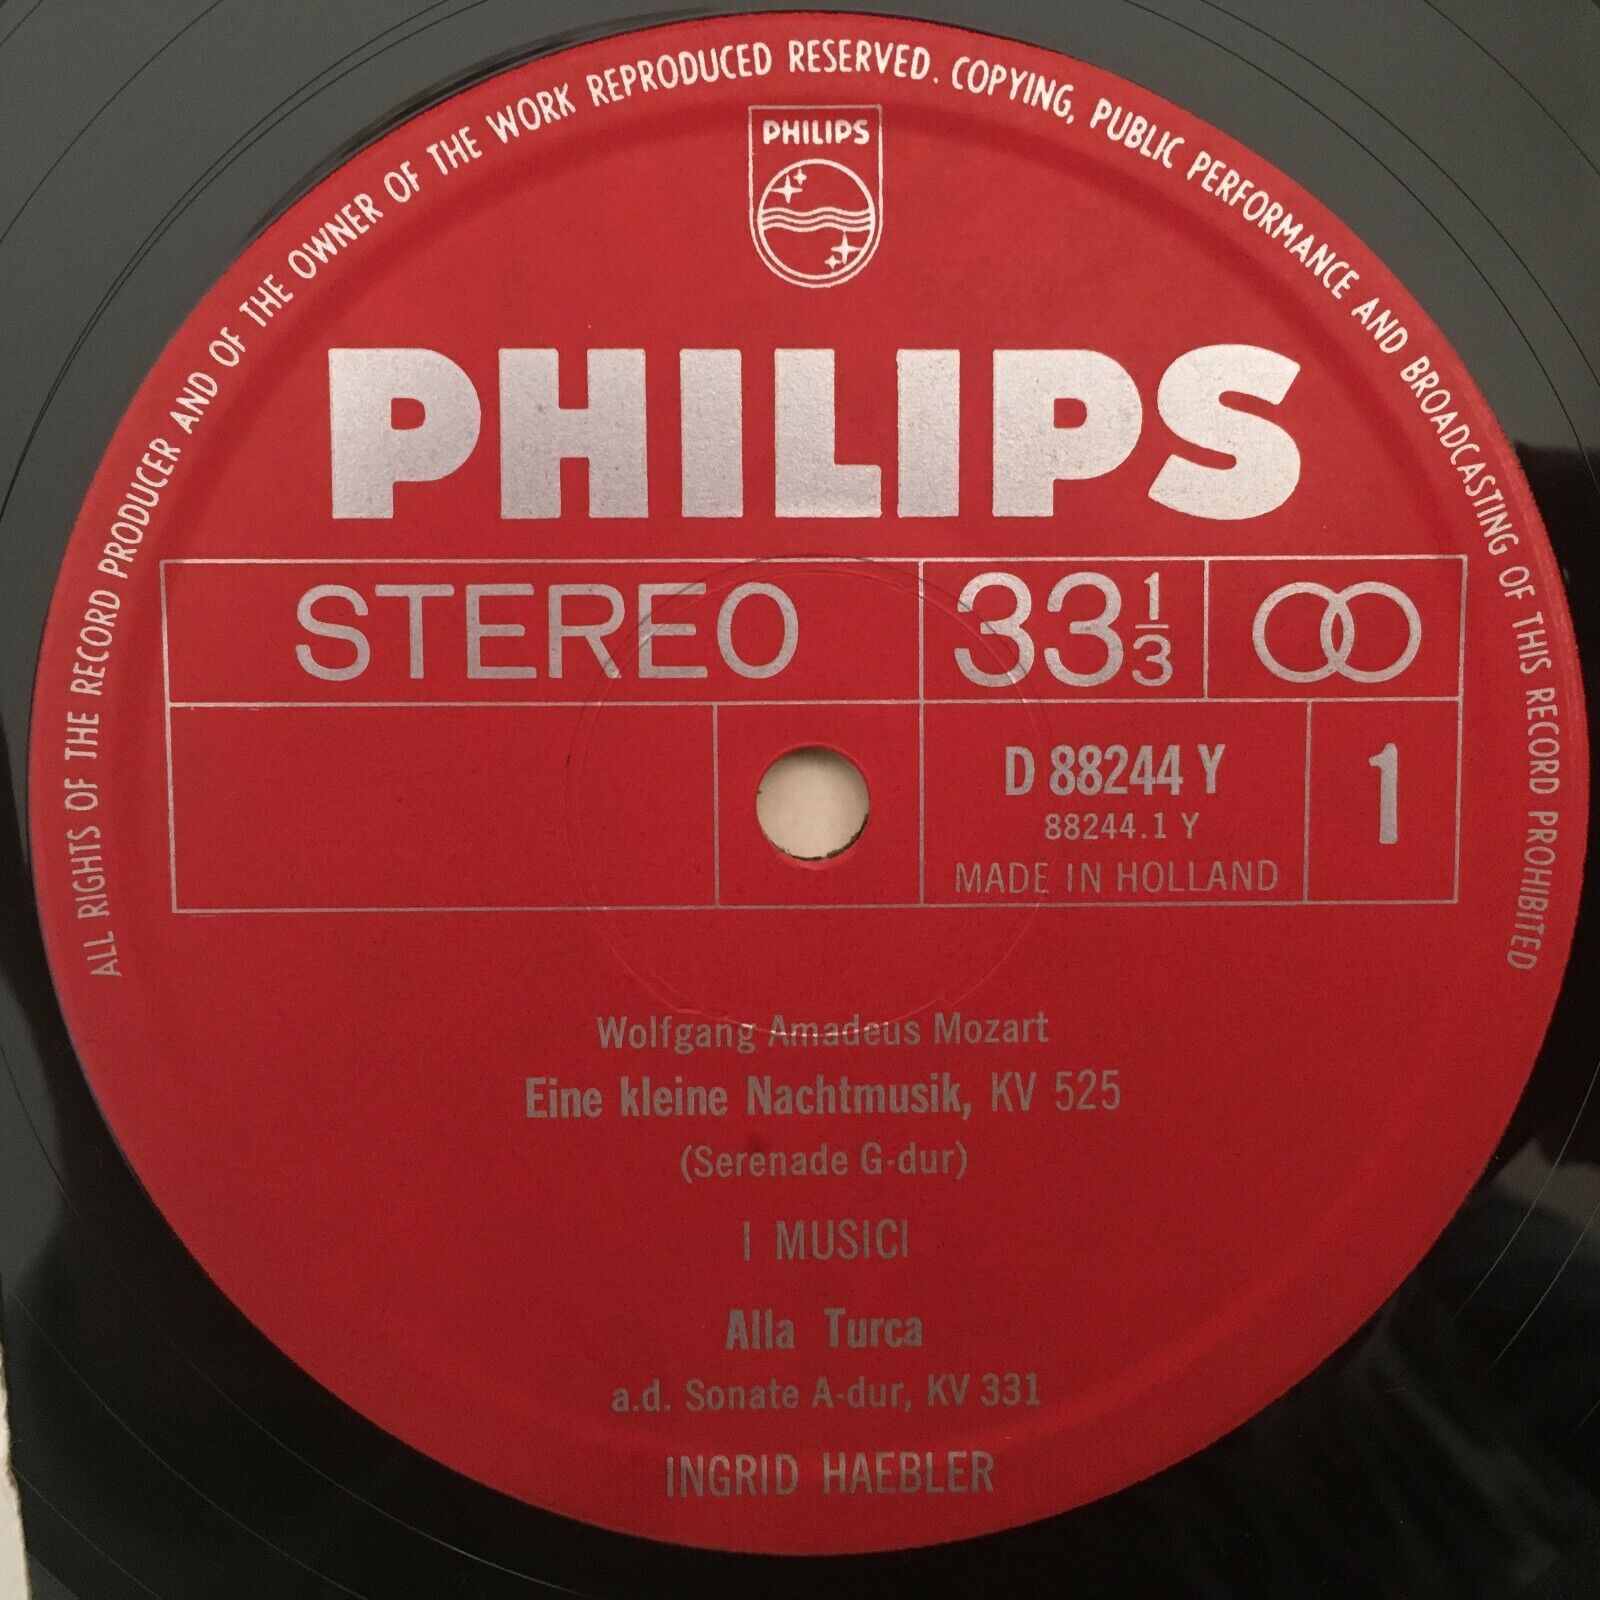 ALL RIGHTS OF THE RECORD PRODUCER AND OF THE OWNER OF THE WORK REPRODUCED RESERVED. COPYING, PUBLIC PERFORMANCE AND BROADCASTING OF THIS RECORD PROHIBITED
PHILIPS
PHILIPS
STEREO 33 1/3
D 88244 Y 1
88244.1 Y
MADE IN HOLLAND
Wolfgang Amadeus Mozart
Eine kleine Nachtmusik, KV 525
(Serenade G-dur)
I MUSICI
Alla Turca
a.d. Sonate A-dur, KV 331
INGRID HAEBLER